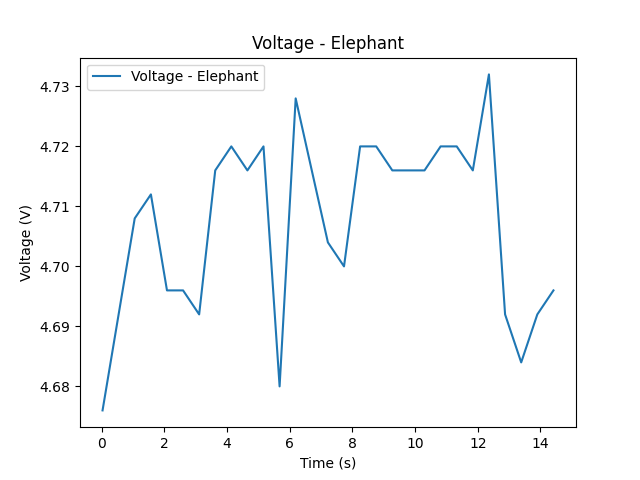 Voltage - Elephant
Voltage - Elephant
4.73
4.72
4.71
4.70
4.69
4.68
Voltage (V)
0 2 4 6 8 10 12 14
Time (s)